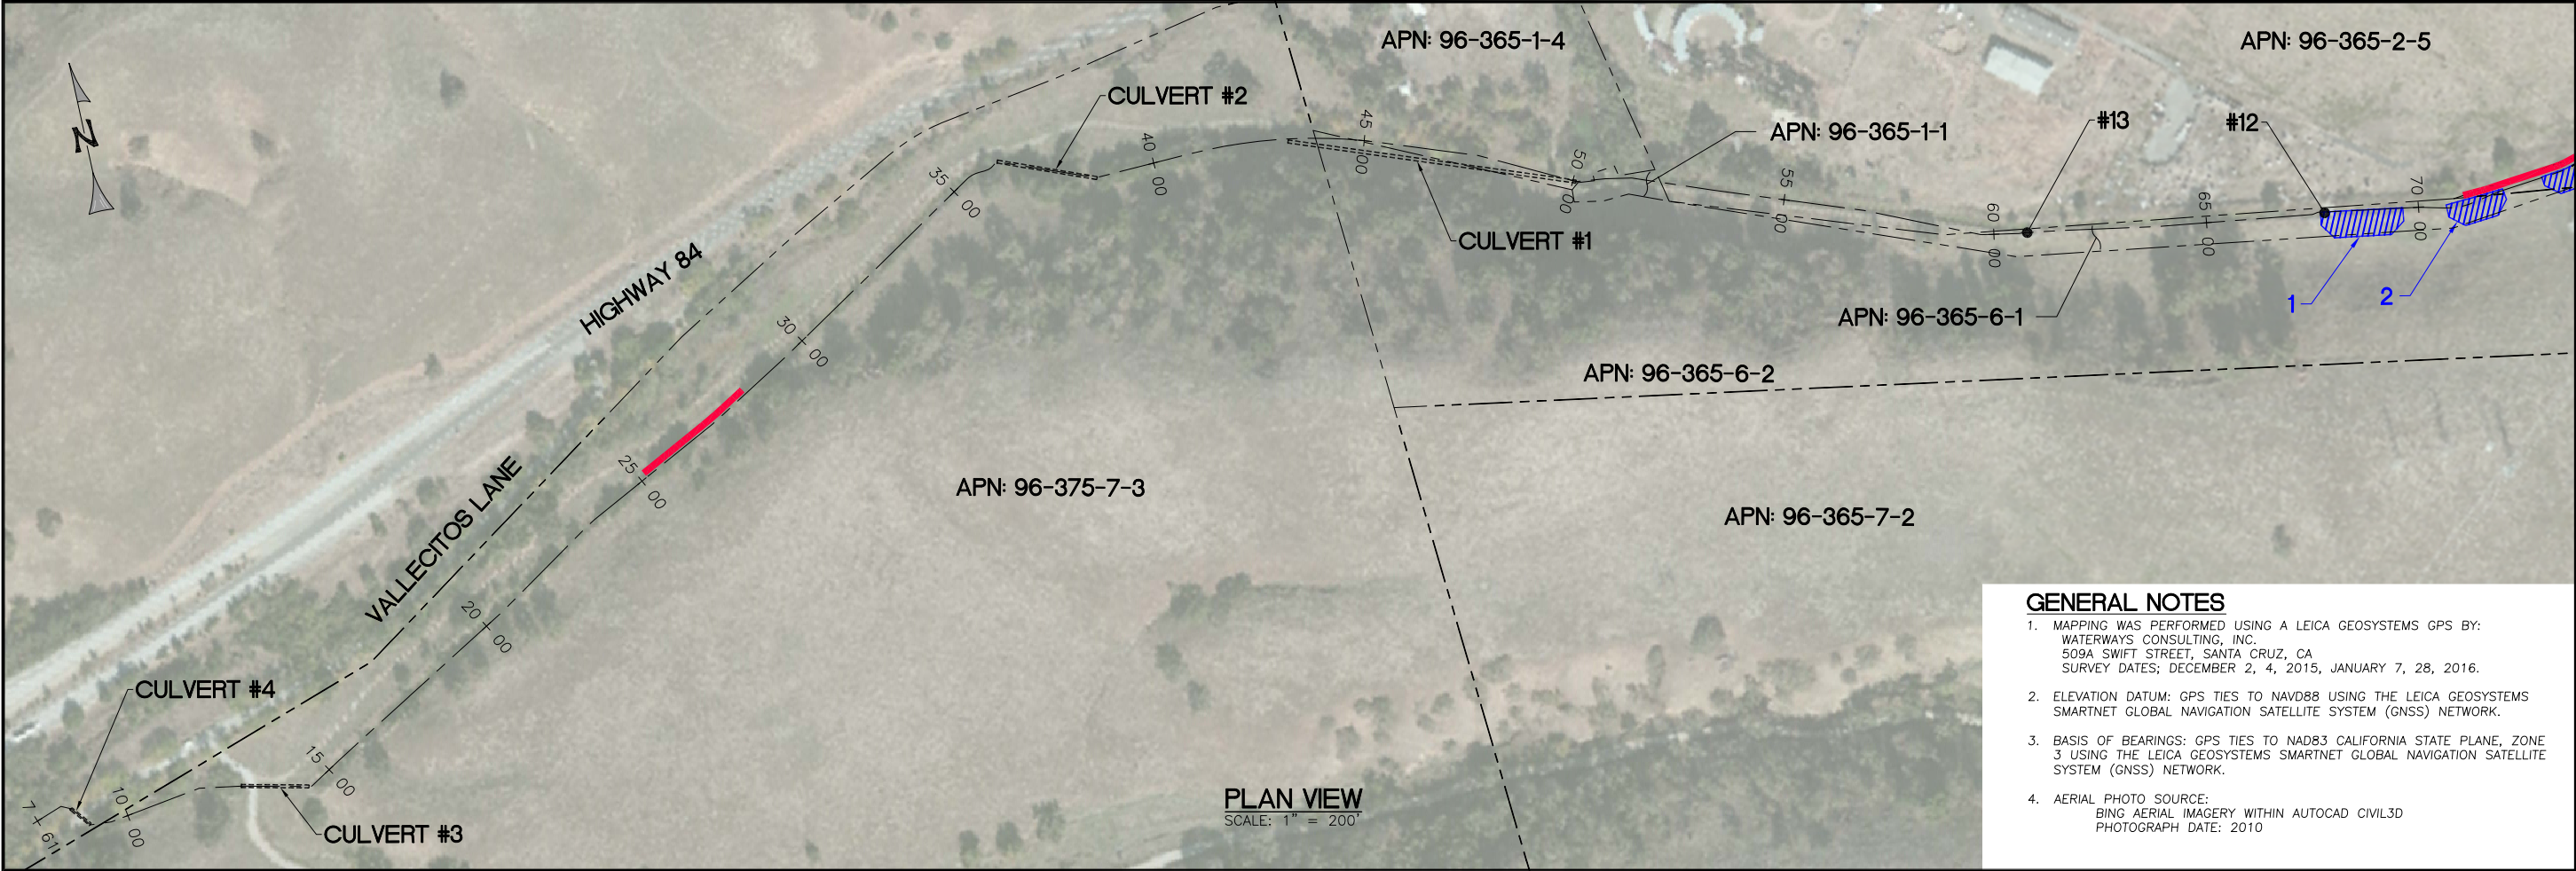 APN: 96-365-1-4
APN: 96-365-2-5
CULVERT #2
#13
#12
APN: 96-365-1-1
N
45
00
40
00
50
00
35
00
55
00
60
00
65
00
70
00
CULVERT #1
HIGHWAY 84
1
2
APN: 96-365-6-1
30
00
APN: 96-365-6-2
25
00
APN: 96-375-7-3
APN: 96-365-7-2
VALLECITOS LANE
20
00
CULVERT #4
15
00
10
00
7
61
CULVERT #3
PLAN VIEW
SCALE: 1" = 200'
GENERAL NOTES
1. MAPPING WAS PERFORMED USING A LEICA GEOSYSTEMS GPS BY:
WATERWAYS CONSULTING, INC.
509A SWIFT STREET, SANTA CRUZ, CA
SURVEY DATES; DECEMBER 2, 4, 2015, JANUARY 7, 28, 2016.
2. ELEVATION DATUM: GPS TIES TO NAVD88 USING THE LEICA GEOSYSTEMS
SMARTNET GLOBAL NAVIGATION SATELLITE SYSTEM (GNSS) NETWORK.
3. BASIS OF BEARINGS: GPS TIES TO NAD83 CALIFORNIA STATE PLANE, ZONE
3 USING THE LEICA GEOSYSTEMS SMARTNET GLOBAL NAVIGATION SATELLITE
SYSTEM (GNSS) NETWORK.
4. AERIAL PHOTO SOURCE:
BING AERIAL IMAGERY WITHIN AUTOCAD CIVIL3D
PHOTOGRAPH DATE: 2010